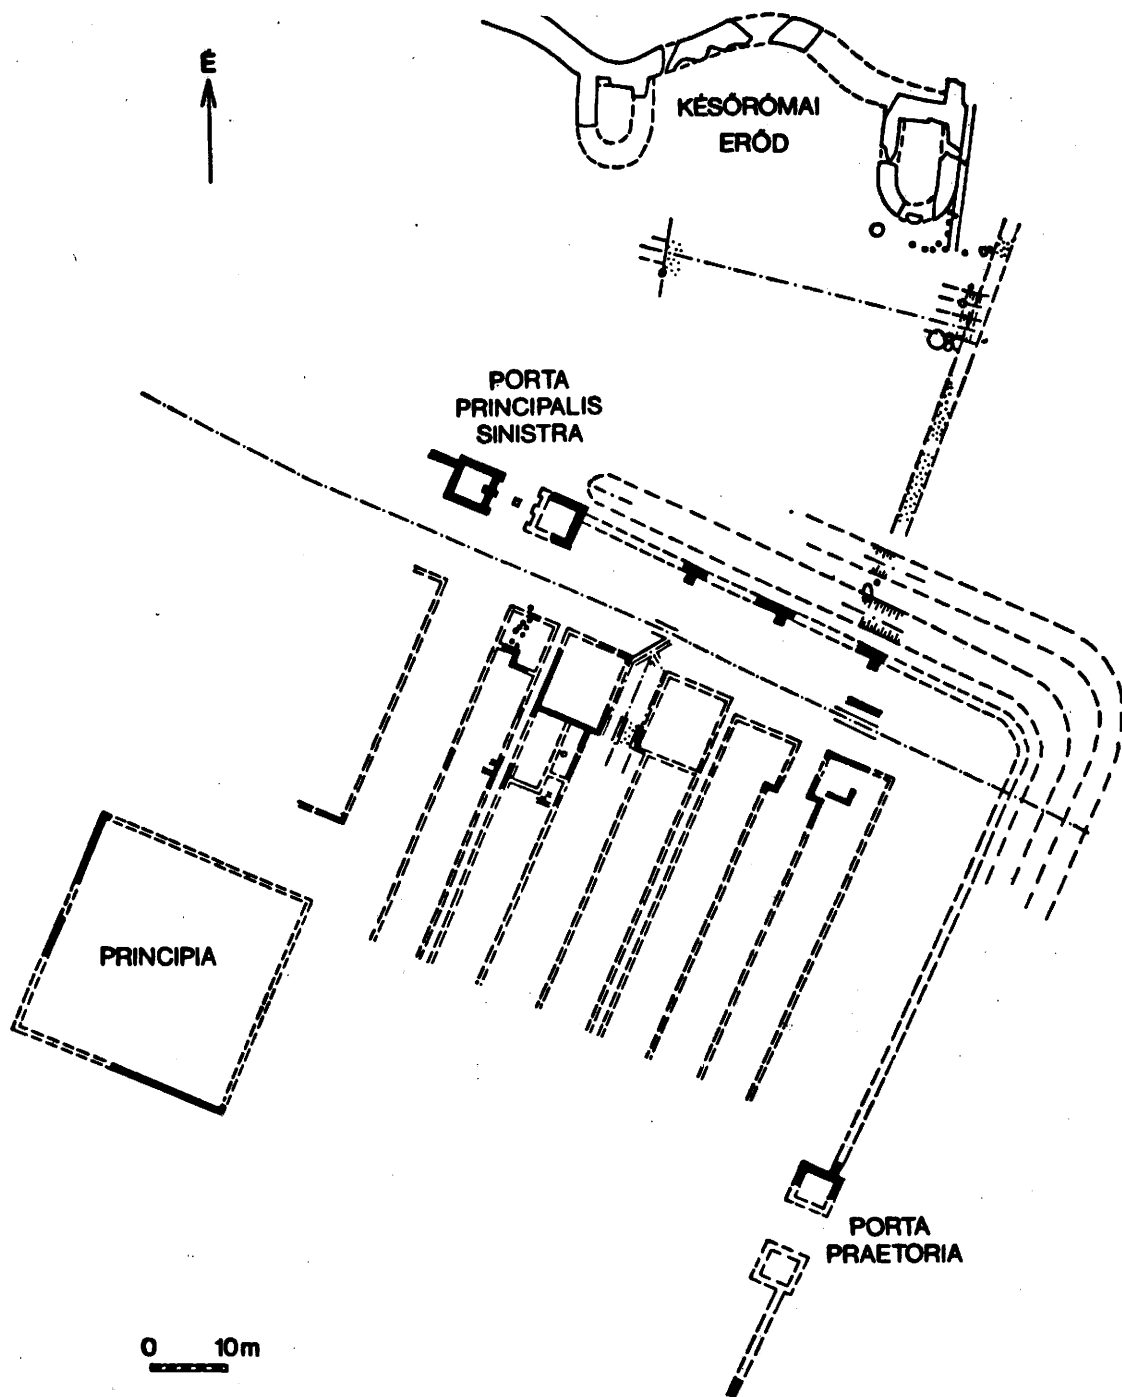 É
KÉSŐRÓMAI
ERŐD
PORTA
PRINCIPALIS
SINISTRA
PRINCIPIA
PORTA
PRAETORIA
0 10m